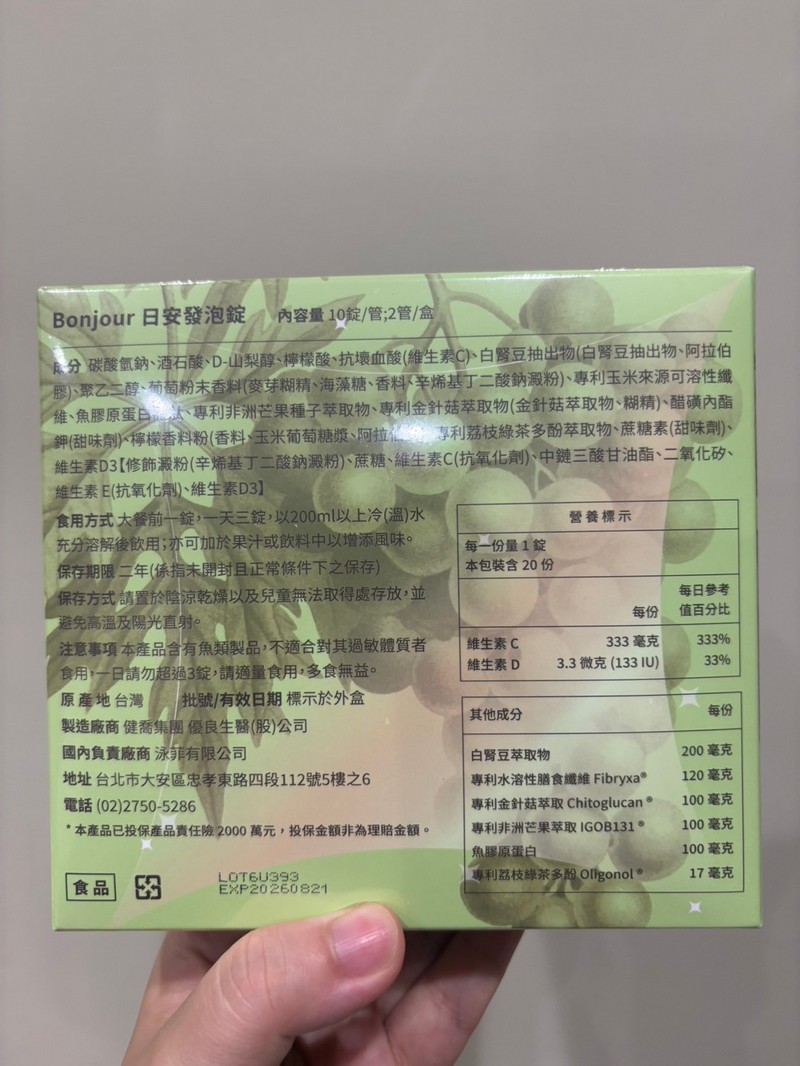 Bonjour 日安發泡錠 內容量 10錠/管;2管/盒
成分 碳酸氫鈉、酒石酸、D-山梨醇、檸檬酸、抗壞血酸(維生素C)、白腎豆抽出物(白腎豆抽出物、阿拉伯
膠)、聚乙二醇、葡萄粉末香料(麥芽糊精、海藻糖、香料、辛烯基丁二酸鈉澱粉)、專利玉米來源可溶性纖
維、魚膠原蛋白胜肽、專利非洲芒果種子萃取物、專利金針菇萃取物(金針菇萃取物、糊精)、醋磺內酯
鉀(甜味劑)、檸檬香料粉(香料、玉米葡萄糖漿、阿拉伯 專利荔枝綠茶多酚萃取物、蔗糖素(甜味劑)、
維生素D3【修飾澱粉(辛烯基丁二酸鈉澱粉)、蔗糖、維生素C(抗氧化劑)、中鏈三酸甘油酯、二氧化矽、
維生素E(抗氧化劑)、維生素D3】
食用方式 大餐前一錠,一天三錠,以200ml以上冷(溫)水
充分溶解後飲用;亦可加於果汁或飲料中以增添風味。
保存期限 二年(係指未開封且正常條件下之保存)
保存方式 請置於陰涼乾燥以及兒童無法取得處存放,並
避免高溫及陽光直射。
注意事項 本產品含有魚類製品,不適合對其過敏體質者
食用,一日請勿超過3錠,請適量食用,多食無益。
原產地 台灣 批號/有效日期 標示於外盒
製造廠商 健喬集團 優良生醫(股)公司
國內負責廠商 泳菲有限公司
地址 台北市大安區忠孝東路四段112號5樓之6
電話 (02)2750-5286
*本產品已投保產品責任險 2000 萬元,投保金額非為理賠金額。
食品
LOT6U393
EXP20260821
營養標示
每一份量 1 錠
本包裝含 20 份
每份 每日參考值百分比
維生素 C 333 毫克 333%
維生素 D 3.3 微克 (133 IU) 33%
其他成分 每份
白腎豆萃取物 200 毫克
專利水溶性膳食纖維 Fibryxa® 120 毫克
專利金針菇萃取 Chitoglucan® 100 毫克
專利非洲芒果萃取 IGOB131® 100 毫克
魚膠原蛋白 100 毫克
專利荔枝綠茶多酚 Oligonol® 17 毫克